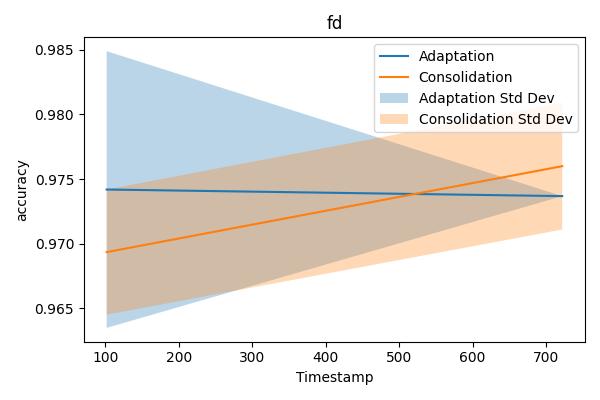 fd
0.985
0.980
0.975
0.970
0.965
accuracy
Adaptation
Consolidation
Adaptation Std Dev
Consolidation Std Dev
100 200 300 400 500 600 700
Timestamp